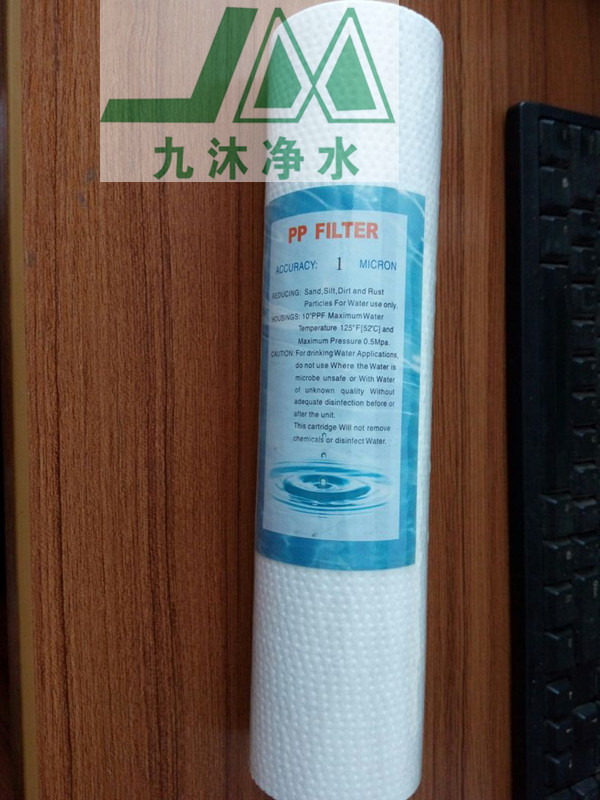 JM
九沐净水
PP FILTER
ACCURACY: 1 MICRON
REDUCING: Sand,Silt,Dirt and Rust
Particles For Water use only.
HOUSINGS: 10"PPF Maximum Water
Temperature 125°F[52℃] and
Maximum Pressure 0.5Mpa.
CAUTION: For drinking Water Applications,
do not use Where the Water is
microbe unsafe or With Water
of unknown quality Without
adequate disinfection before or
after the unit.
This cartridge Will not remove
chemicals or disinfect Water.